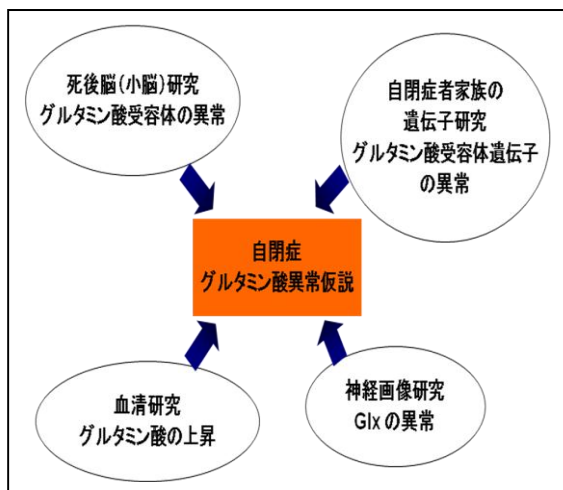 死後脳(小脳)研究
グルタミン酸受容体の異常
自閉症者家族の
遺伝子研究
グルタミン酸受容体遺伝子
の異常
自閉症
グルタミン酸異常仮説
血清研究
グルタミン酸の上昇
神経画像研究
Glx の異常